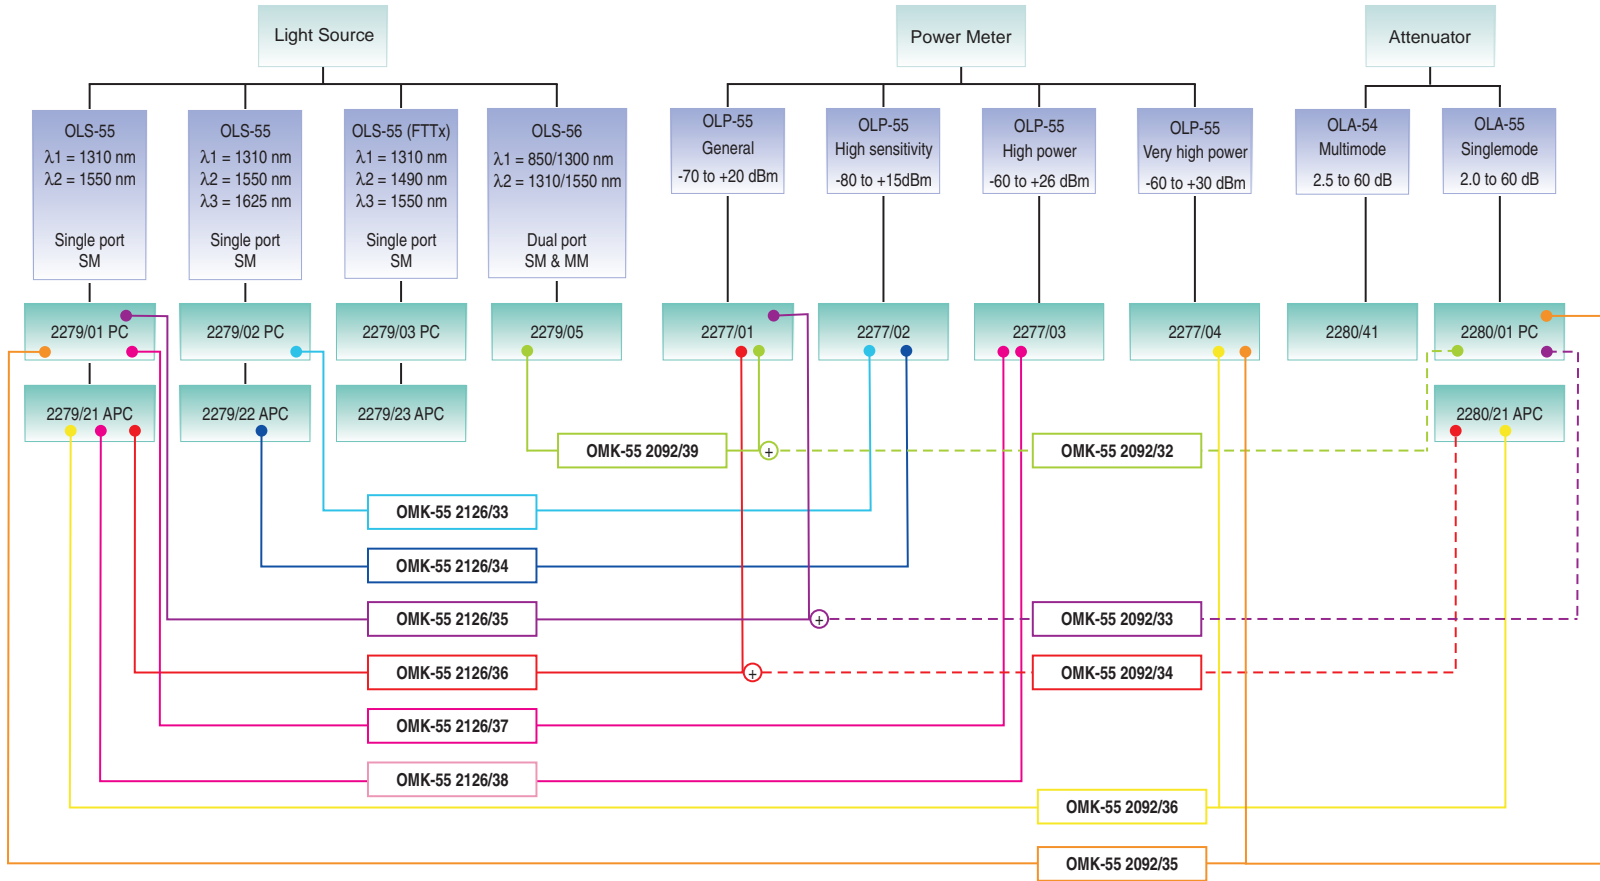 Light Source
Power Meter
Attenuator
OLS-55
λ1 = 1310 nm
λ2 = 1550 nm
Single port
SM
OLS-55
λ1 = 1310 nm
λ2 = 1550 nm
λ3 = 1625 nm
Single port
SM
OLS-55 (FTTx)
λ1 = 1310 nm
λ2 = 1490 nm
λ3 = 1550 nm
Single port
SM
OLS-56
λ1 = 850/1300 nm
λ2 = 1310/1550 nm
Dual port
SM & MM
OLP-55
General
-70 to +20 dBm
OLP-55
High sensitivity
-80 to +15dBm
OLP-55
High power
-60 to +26 dBm
OLP-55
Very high power
-60 to +30 dBm
OLA-54
Multimode
2.5 to 60 dB
OLA-55
Singlemode
2.0 to 60 dB
2279/01 PC
2279/02 PC
2279/03 PC
2279/05
2277/01
2277/02
2277/03
2277/04
2280/41
2280/01 PC
2279/21 APC
2279/22 APC
2279/23 APC
2280/21 APC
OMK-55 2092/39
+
OMK-55 2092/32
OMK-55 2126/33
OMK-55 2126/34
OMK-55 2126/35
+
OMK-55 2092/33
OMK-55 2126/36
+
OMK-55 2092/34
OMK-55 2126/37
OMK-55 2126/38
OMK-55 2092/36
OMK-55 2092/35